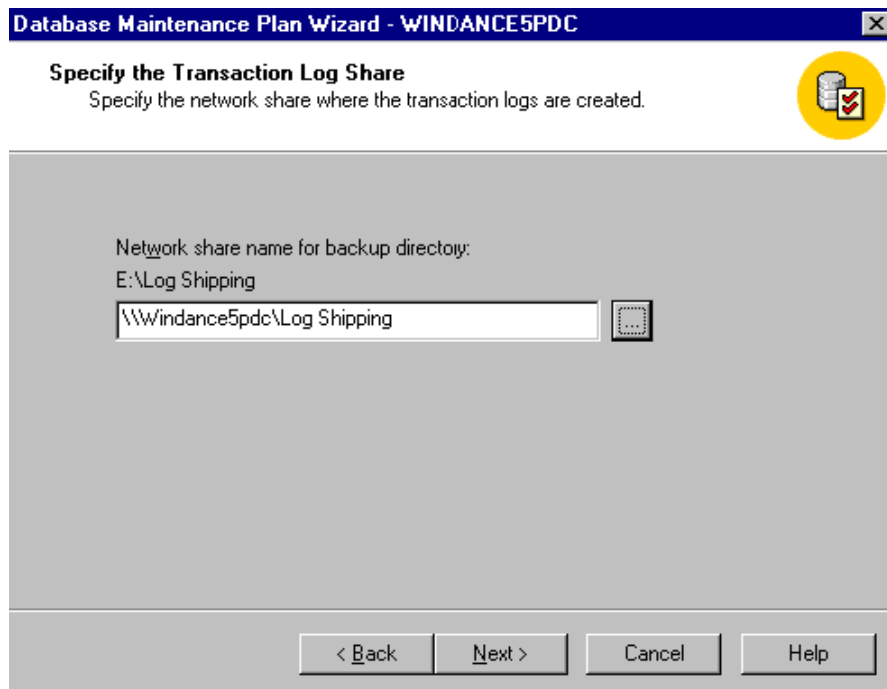 Database Maintenance Plan Wizard - WINDANCE5PDC
Specify the Transaction Log Share
Specify the network share where the transaction logs are created.
Network share name for backup directory:
E:\Log Shipping
\\Windance5pdc\Log Shipping
...
< Back
Next >
Cancel
Help